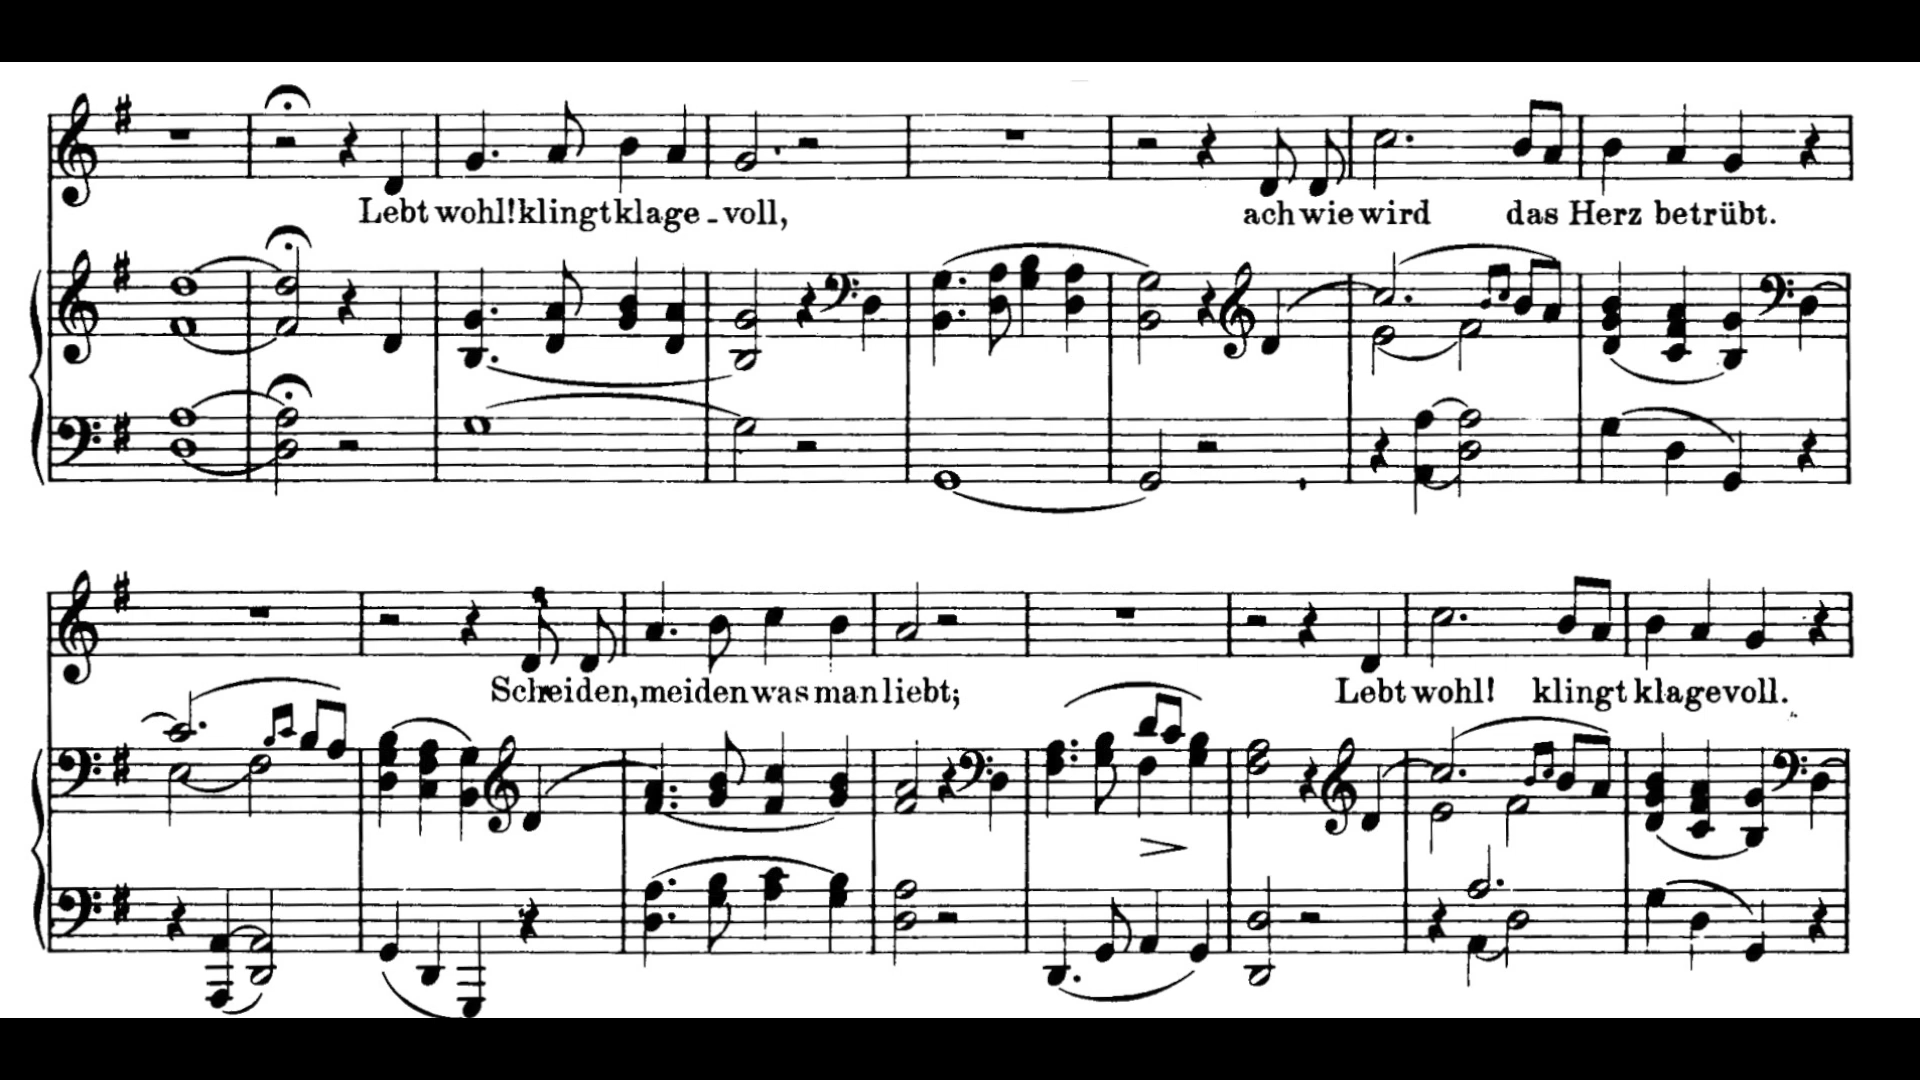 Lebt wohl! klingt klage - voll, ach wie wird das Herz betrübt.
Scheiden, meiden was man liebt; Lebt wohl! klingt klagevoll.